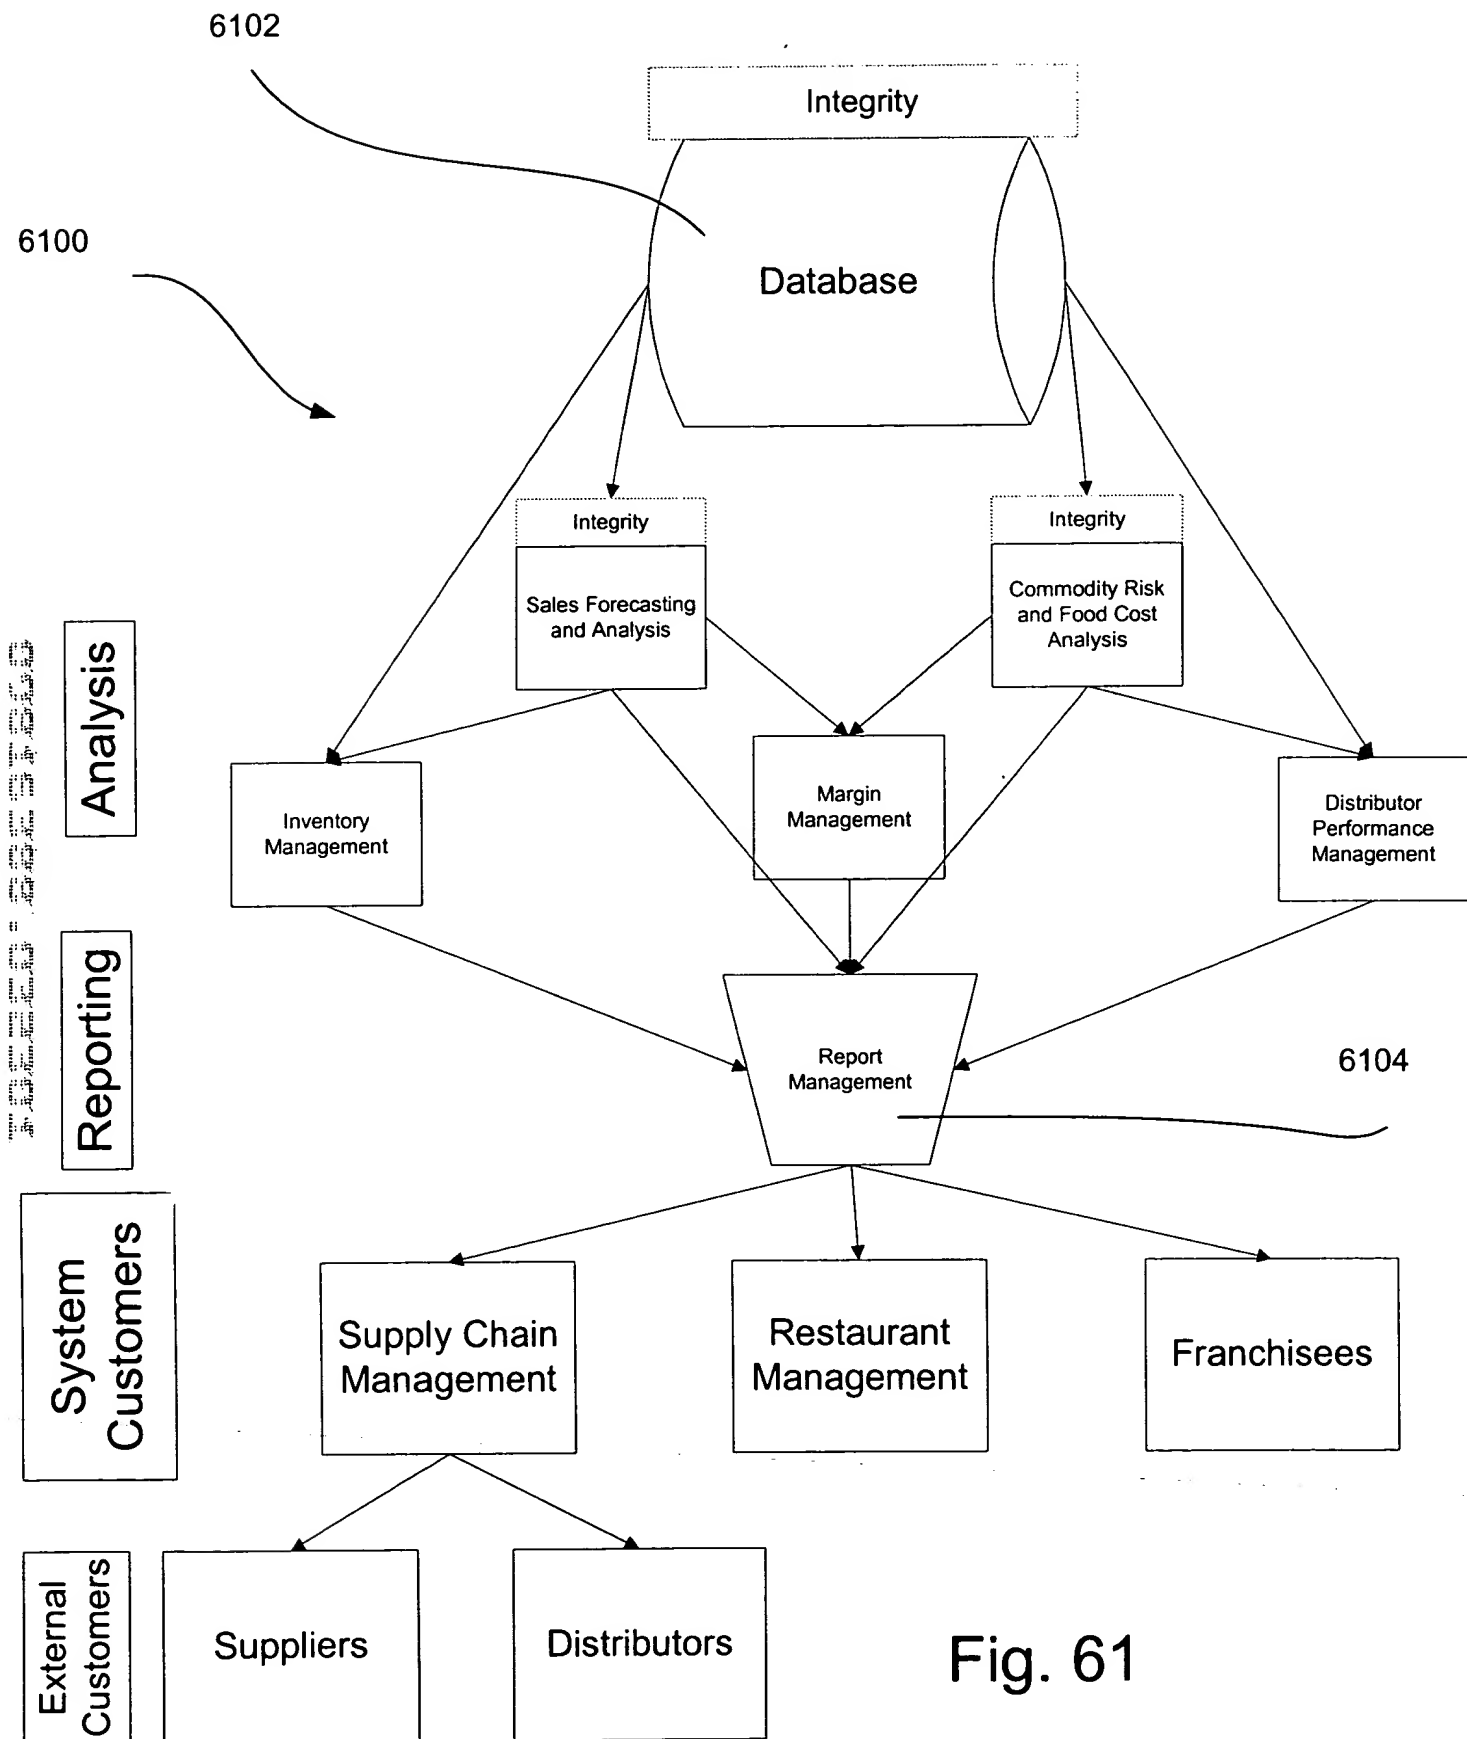 6102
Integrity
6100
Database
Integrity
Integrity
Sales Forecasting
and Analysis
Commodity Risk
and Food Cost
Analysis
Analysis
Inventory
Management
Margin
Management
Distributor
Performance
Management
Reporting
Report
Management
6104
System
Customers
Supply Chain
Management
Restaurant
Management
Franchisees
External
Customers
Suppliers
Distributors
Fig. 61